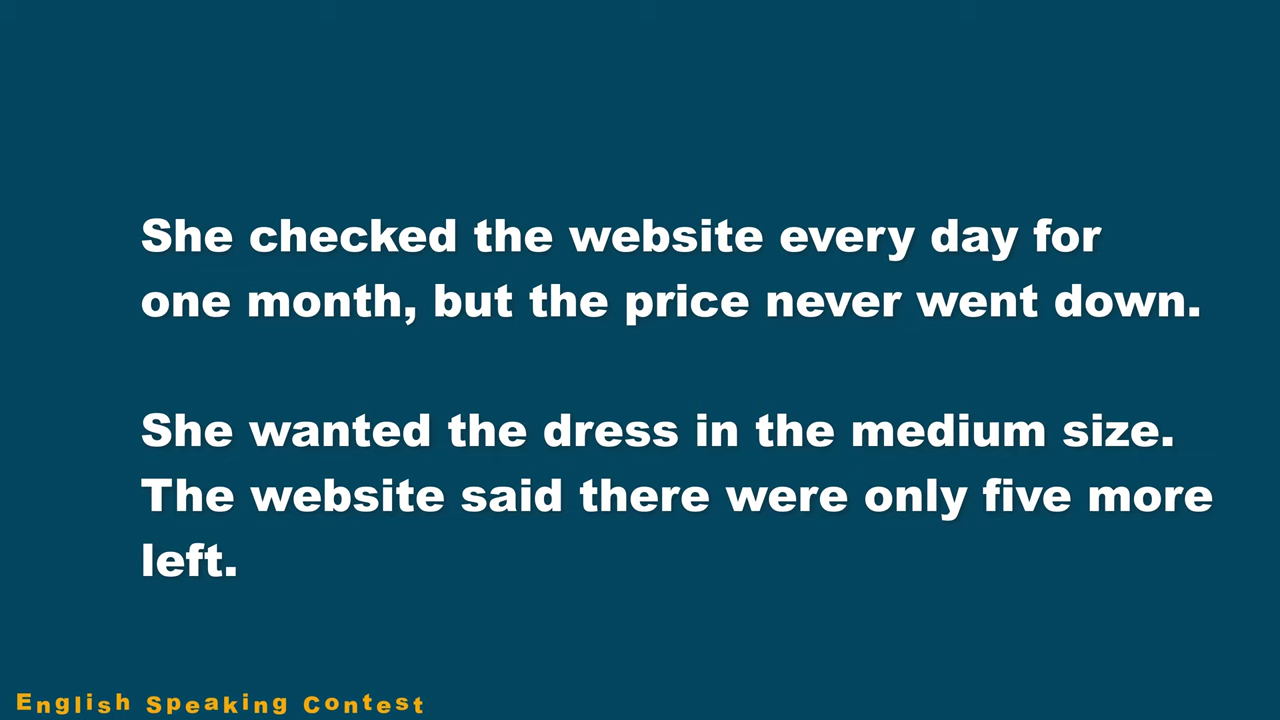 She checked the website every day for
one month, but the price never went down.
She wanted the dress in the medium size.
The website said there were only five more
left.
English Speaking Contest